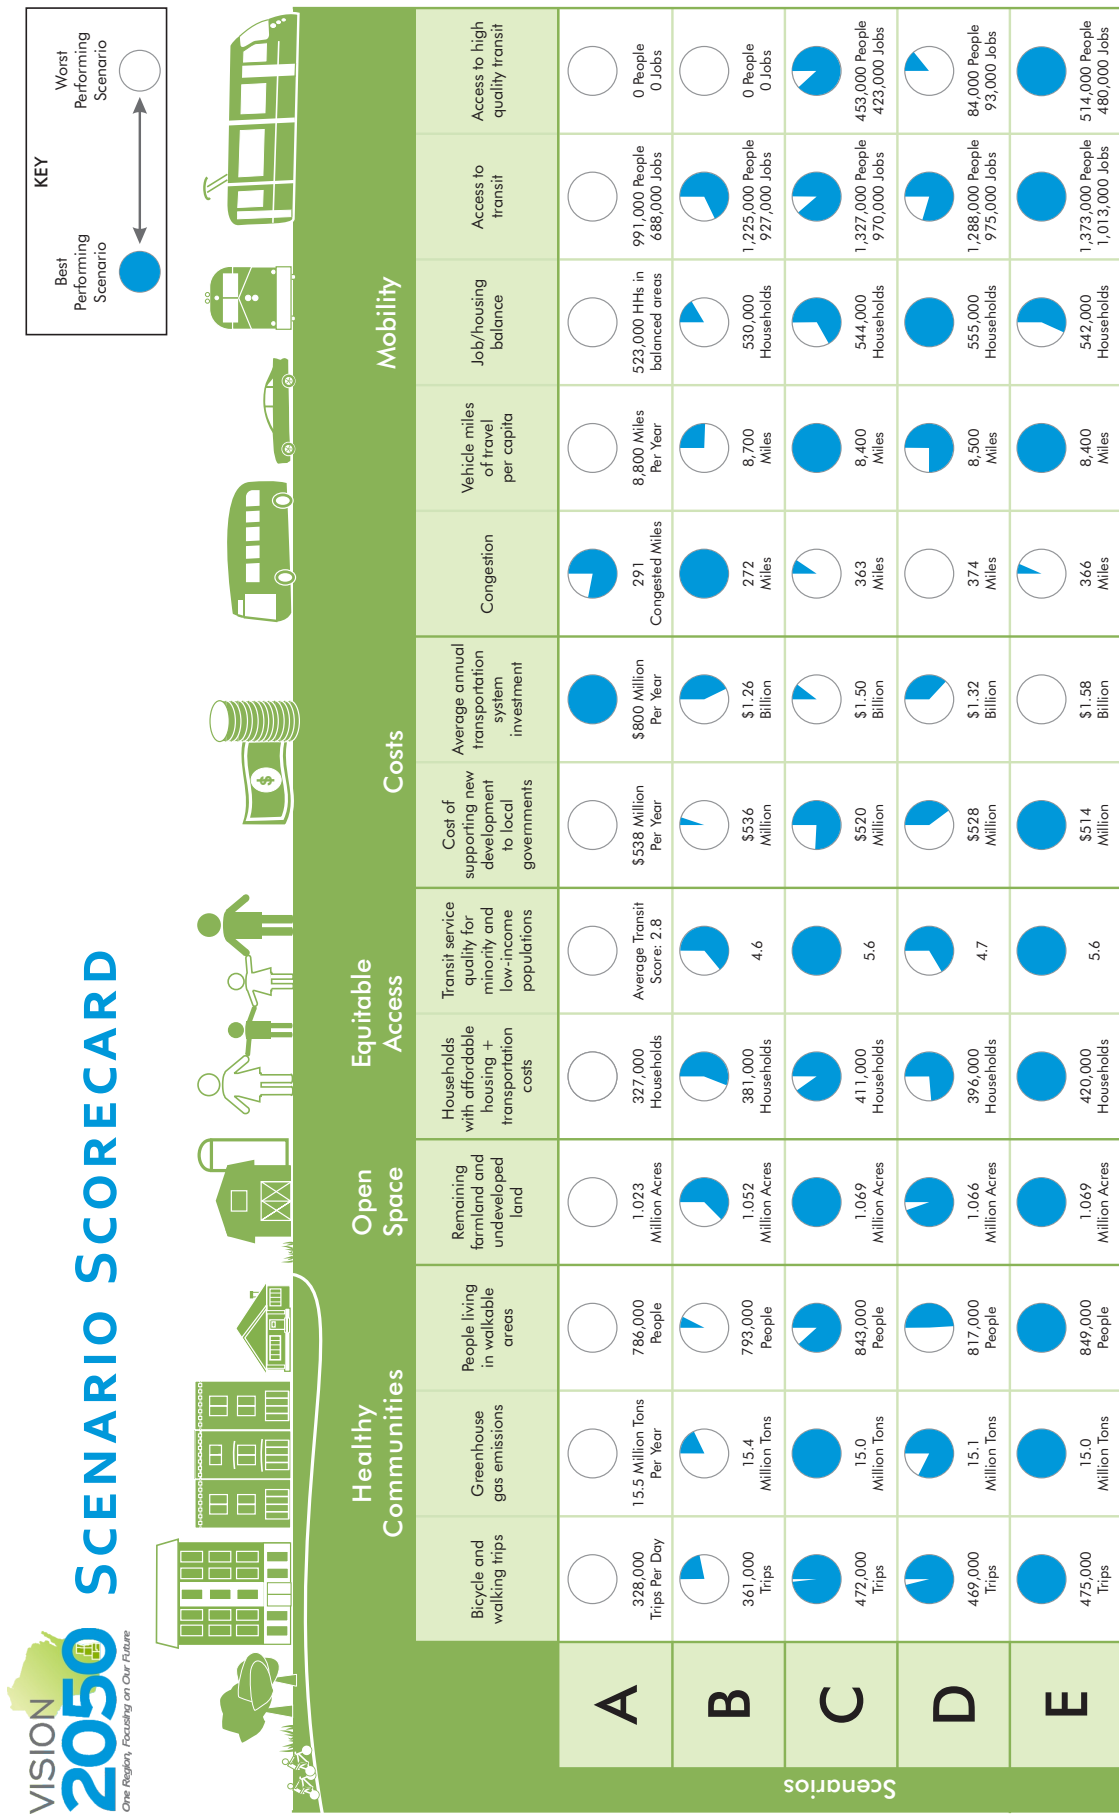 VISION
2050
One Region, Focusing on Our Future
SCENARIO SCORECARD
KEY
Best
Performing
Scenario
Worst
Performing
Scenario
Healthy
Communities
Open
Space
Equitable
Access
Costs
Mobility
Bicycle and
walking trips
Greenhouse
gas emissions
People living
in walkable
areas
Remaining
farmland and
undeveloped
land
Households
with affordable
housing +
transportation
costs
Transit service
quality for
minority and
low-income
populations
Cost of
supporting new
development
to local
governments
Average annual
transportation
system
investment
Congestion
Vehicle miles
of travel
per capita
Job/housing
balance
Access to
transit
Access to high
quality transit
Scenarios
A
328,000
Trips Per Day
15.5 Million Tons
Per Year
786,000
People
1.023
Million Acres
327,000
Households
Average Transit
Score: 2.8
$538 Million
Per Year
$800 Million
Per Year
291
Congested Miles
8,800 Miles
Per Year
523,000 HHs in
balanced areas
991,000 People
688,000 Jobs
0 People
0 Jobs
B
361,000
Trips
15.4
Million Tons
793,000
People
1.052
Million Acres
381,000
Households
4.6
$536
Million
$1.26
Billion
272
Miles
8,700
Miles
530,000
Households
1,225,000 People
927,000 Jobs
0 People
0 Jobs
C
472,000
Trips
15.0
Million Tons
843,000
People
1.069
Million Acres
411,000
Households
5.6
$520
Million
$1.50
Billion
363
Miles
8,400
Miles
544,000
Households
1,327,000 People
970,000 Jobs
453,000 People
423,000 Jobs
D
469,000
Trips
15.1
Million Tons
817,000
People
1.066
Million Acres
396,000
Households
4.7
$528
Million
$1.32
Billion
374
Miles
8,500
Miles
555,000
Households
1,288,000 People
975,000 Jobs
84,000 People
93,000 Jobs
E
475,000
Trips
15.0
Million Tons
849,000
People
1.069
Million Acres
420,000
Households
5.6
$514
Million
$1.58
Billion
366
Miles
8,400
Miles
542,000
Households
1,373,000 People
1,013,000 Jobs
514,000 People
480,000 Jobs
$